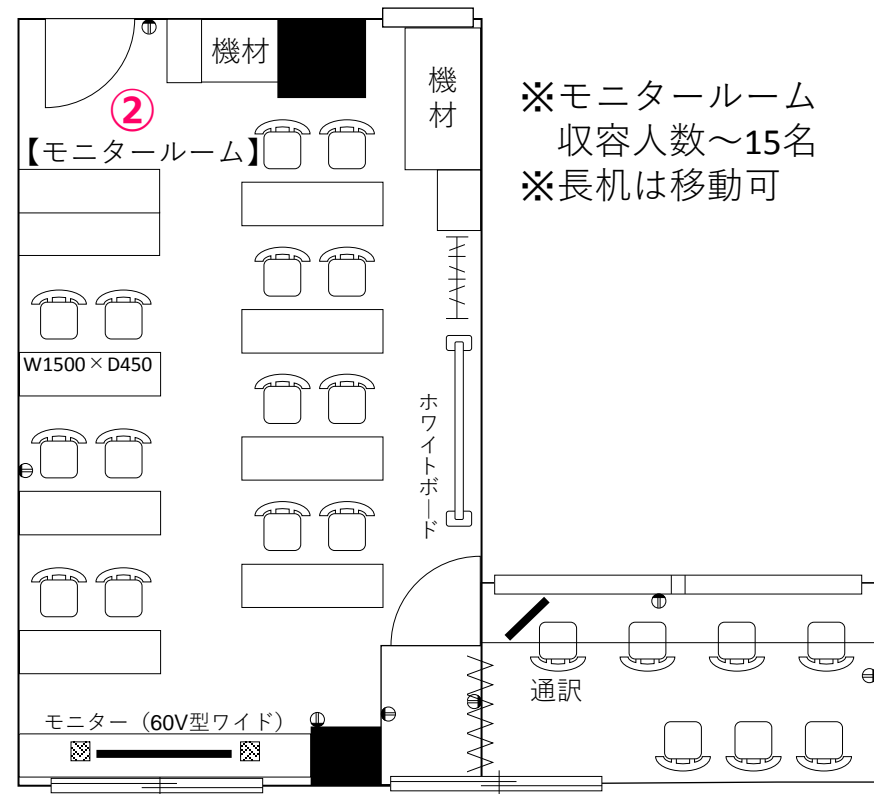 機材
機材
②
【モニタールーム】
※モニタールーム
収容人数～15名
※長机は移動可
W1500×D450
ホワイトボード
通訳
モニター（60V型ワイド）